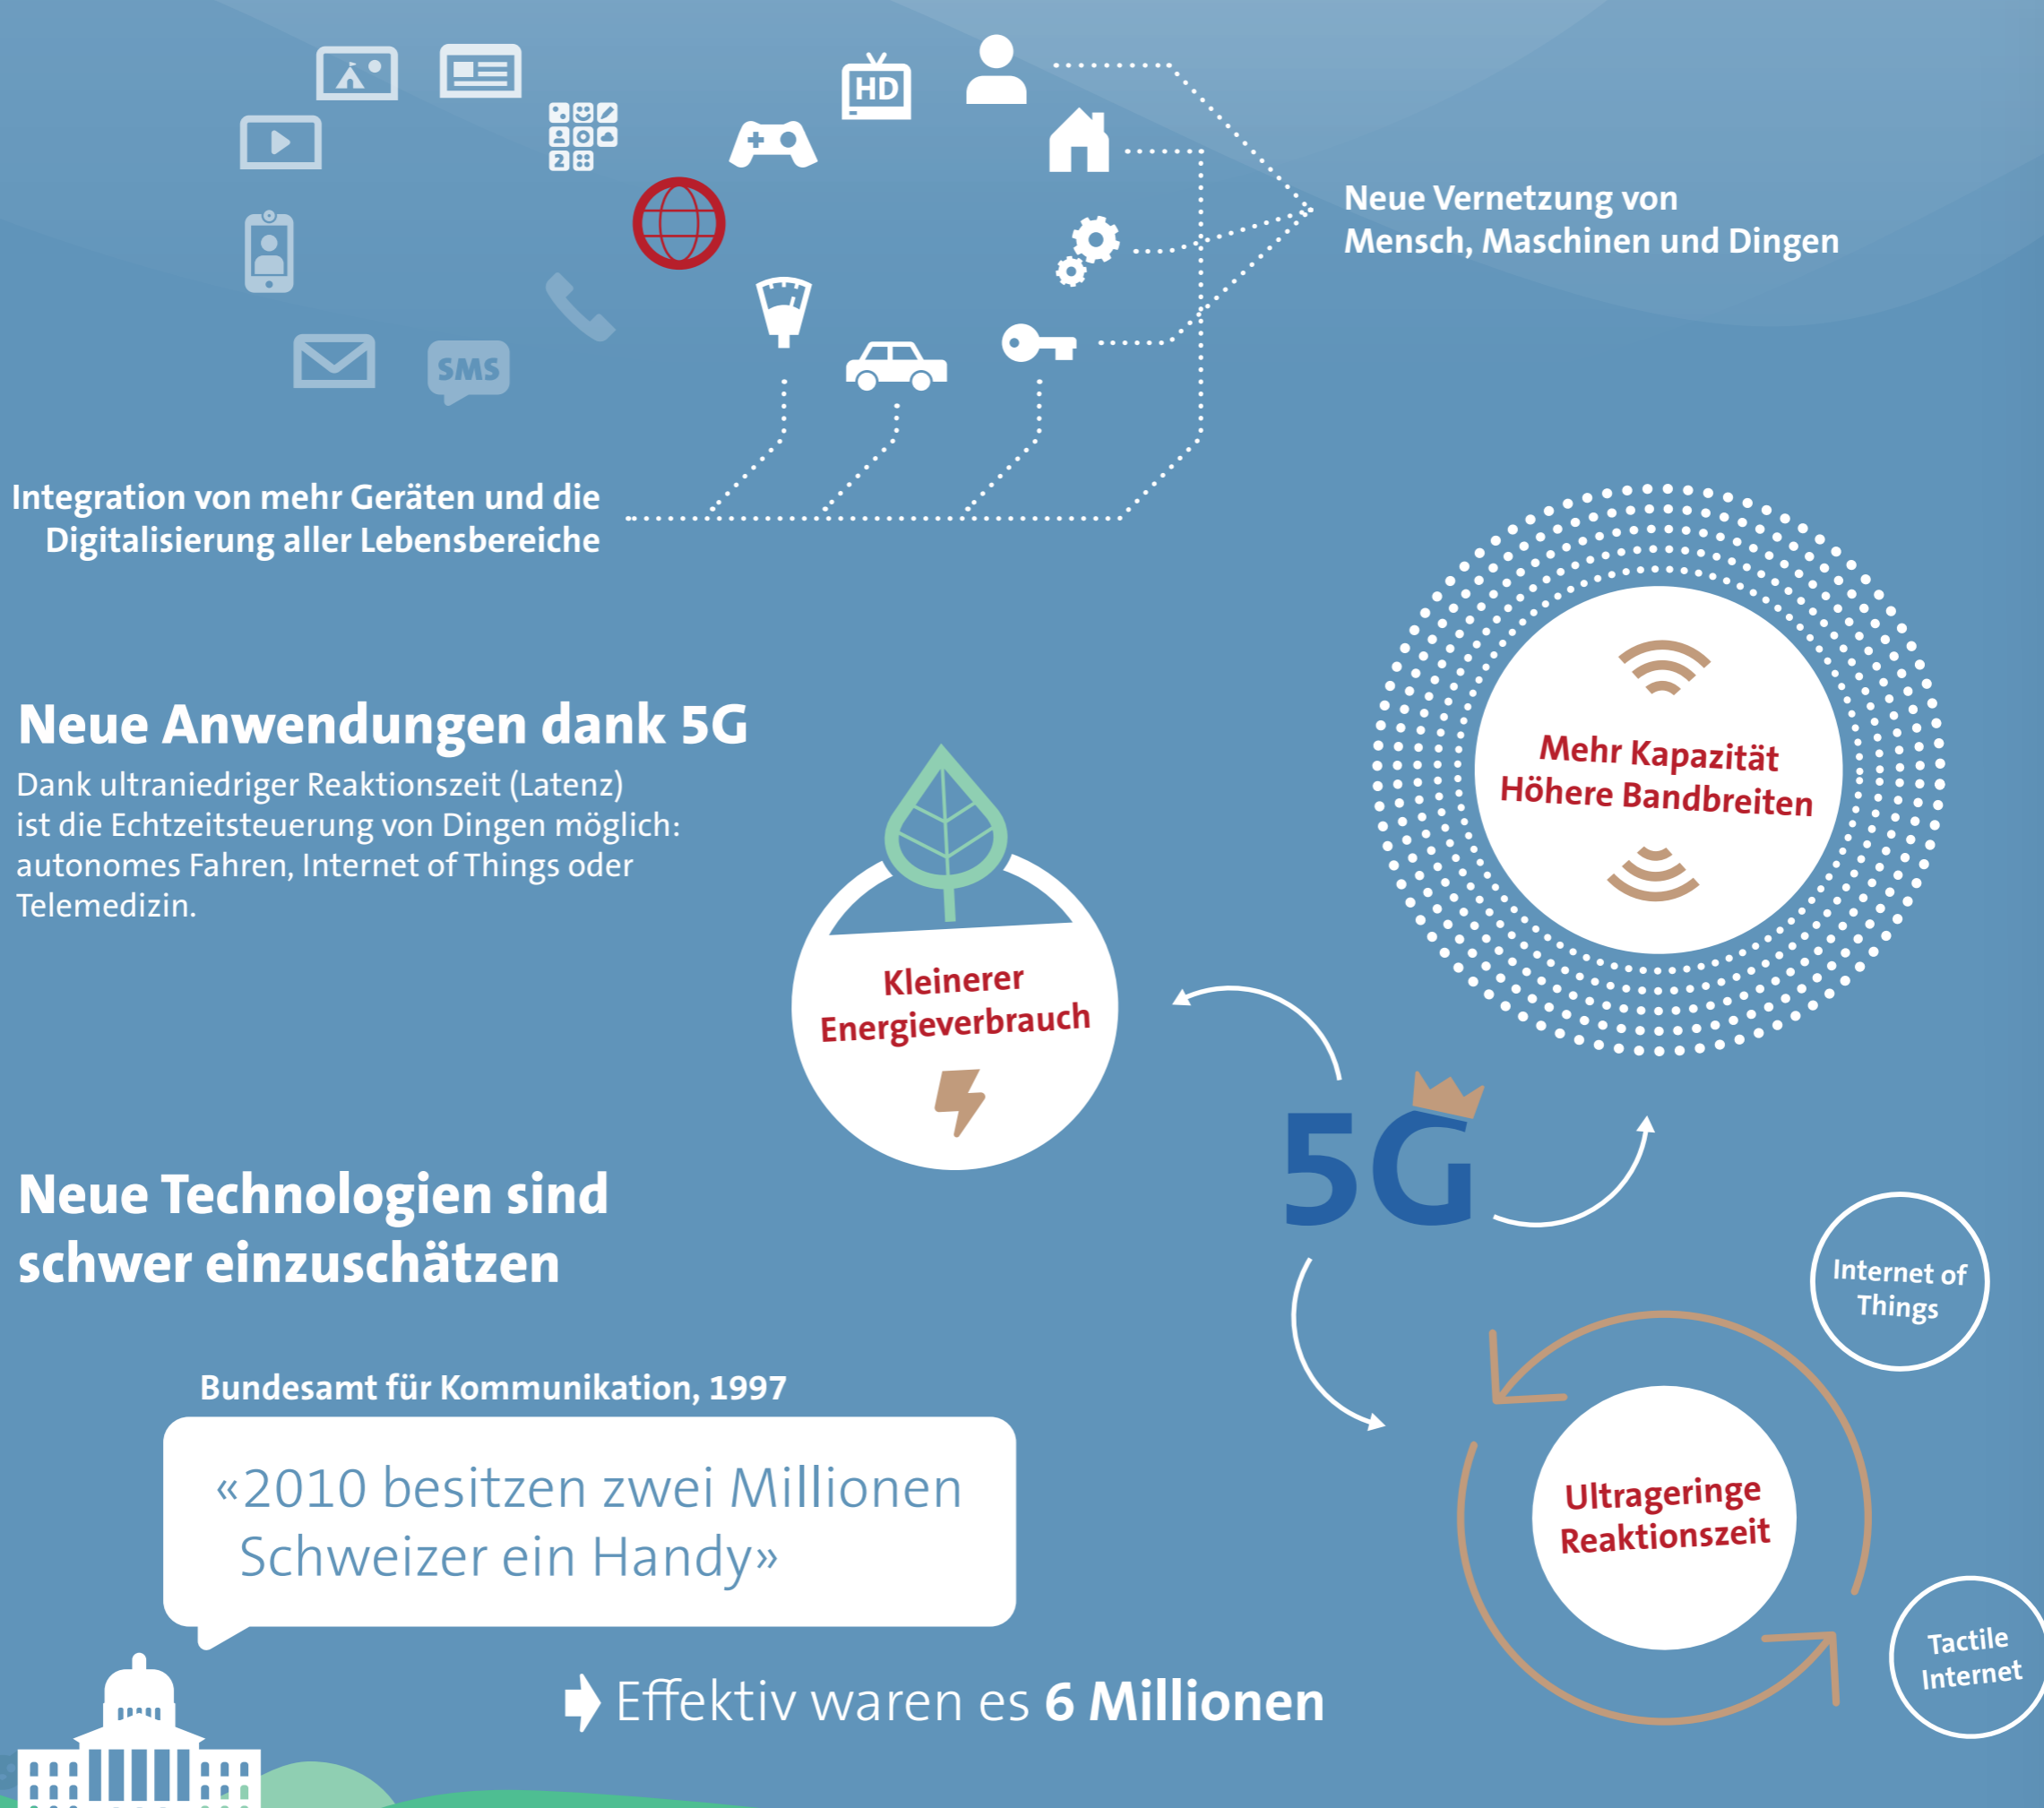 HD
2
SMS
Neue Vernetzung von
Mensch, Maschinen und Dingen
Integration von mehr Geräten und die
Digitalisierung aller Lebensbereiche
Mehr Kapazität
Höhere Bandbreiten
Neue Anwendungen dank 5G
Dank ultraniedriger Reaktionszeit (Latenz)
ist die Echtzeitsteuerung von Dingen möglich:
autonomes Fahren, Internet of Things oder
Telemedizin.
Kleinerer
Energieverbrauch
5G
Neue Technologien sind
schwer einzuschätzen
Internet of
Things
Bundesamt für Kommunikation, 1997
«2010 besitzen zwei Millionen
Schweizer ein Handy»
Ultrageringe
Reaktionszeit
Tactile
Internet
Effektiv waren es 6 Millionen